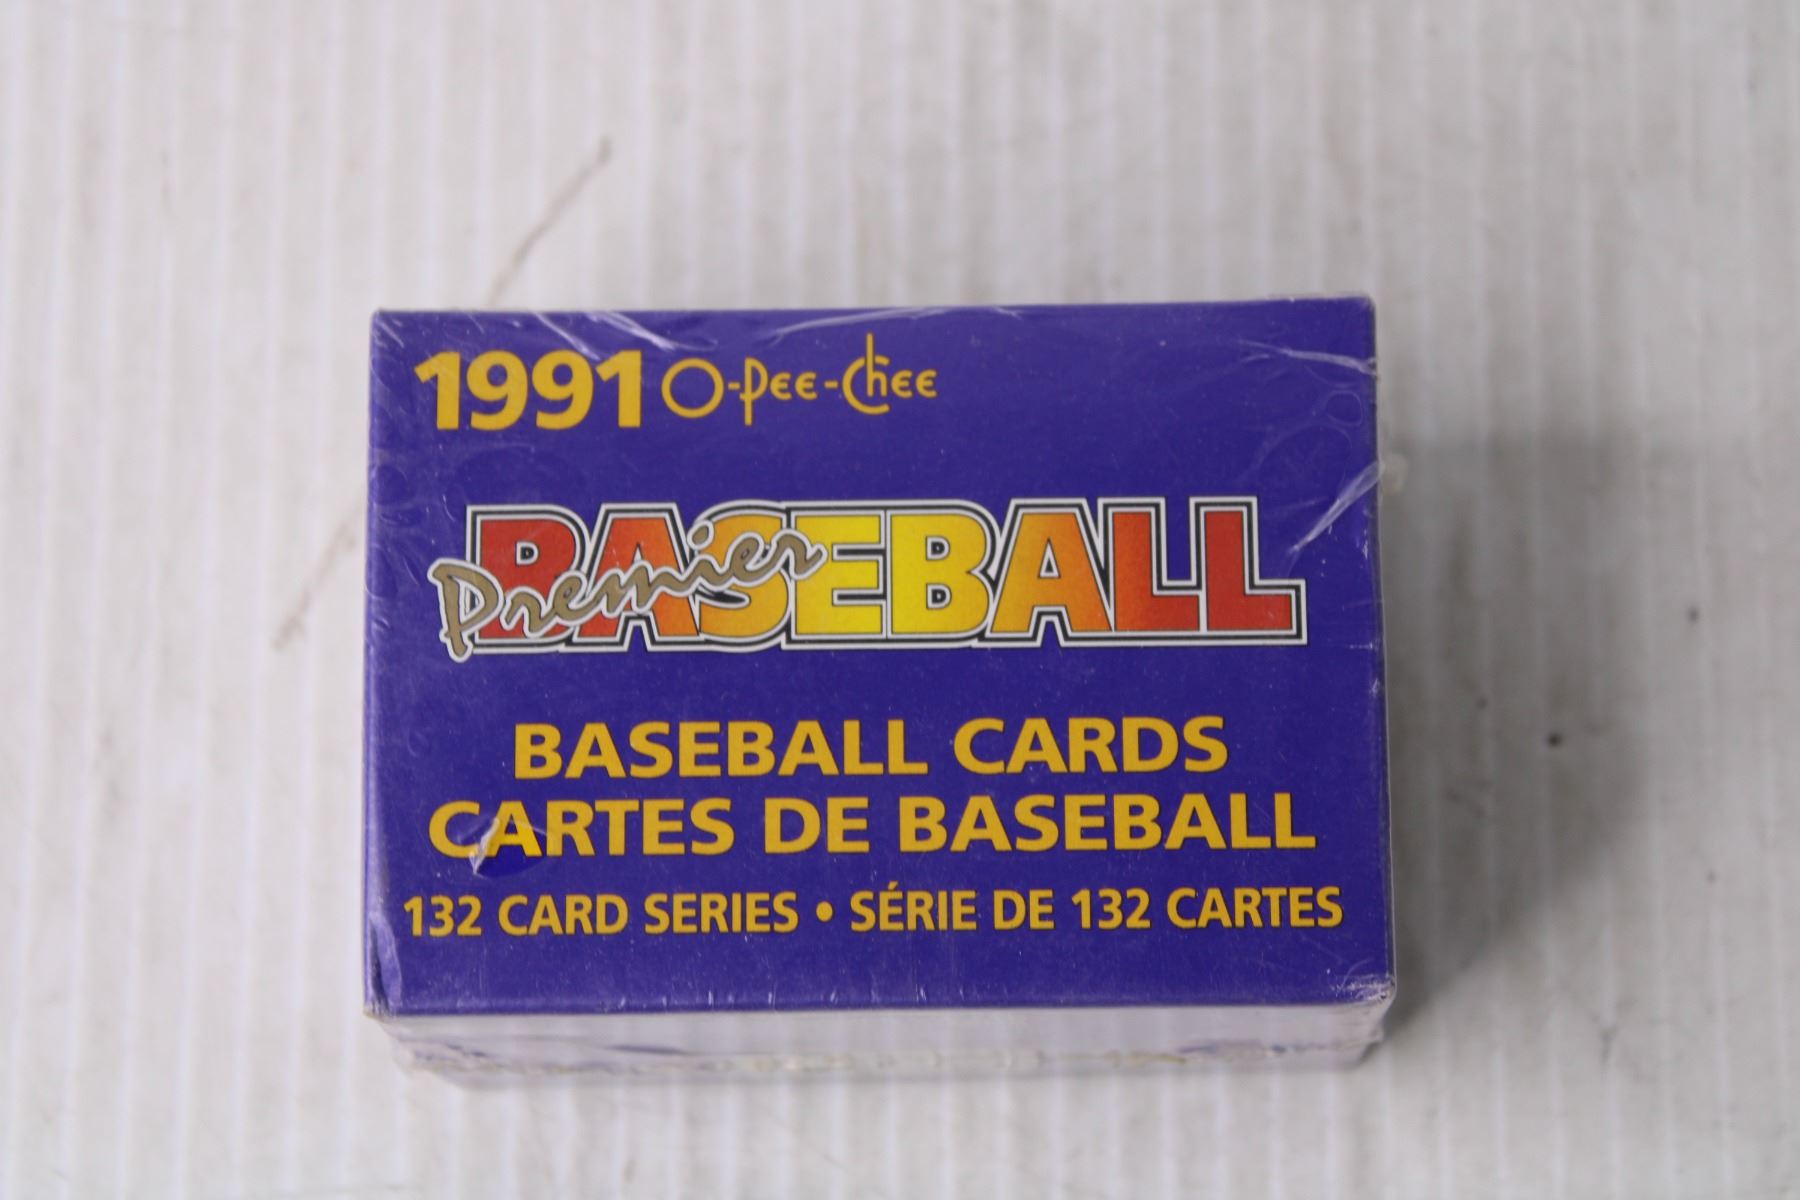 1991 O-Pee-Chee
Premier BASEBALL
BASEBALL CARDS
CARTES DE BASEBALL
132 CARD SERIES • SÉRIE DE 132 CARTES